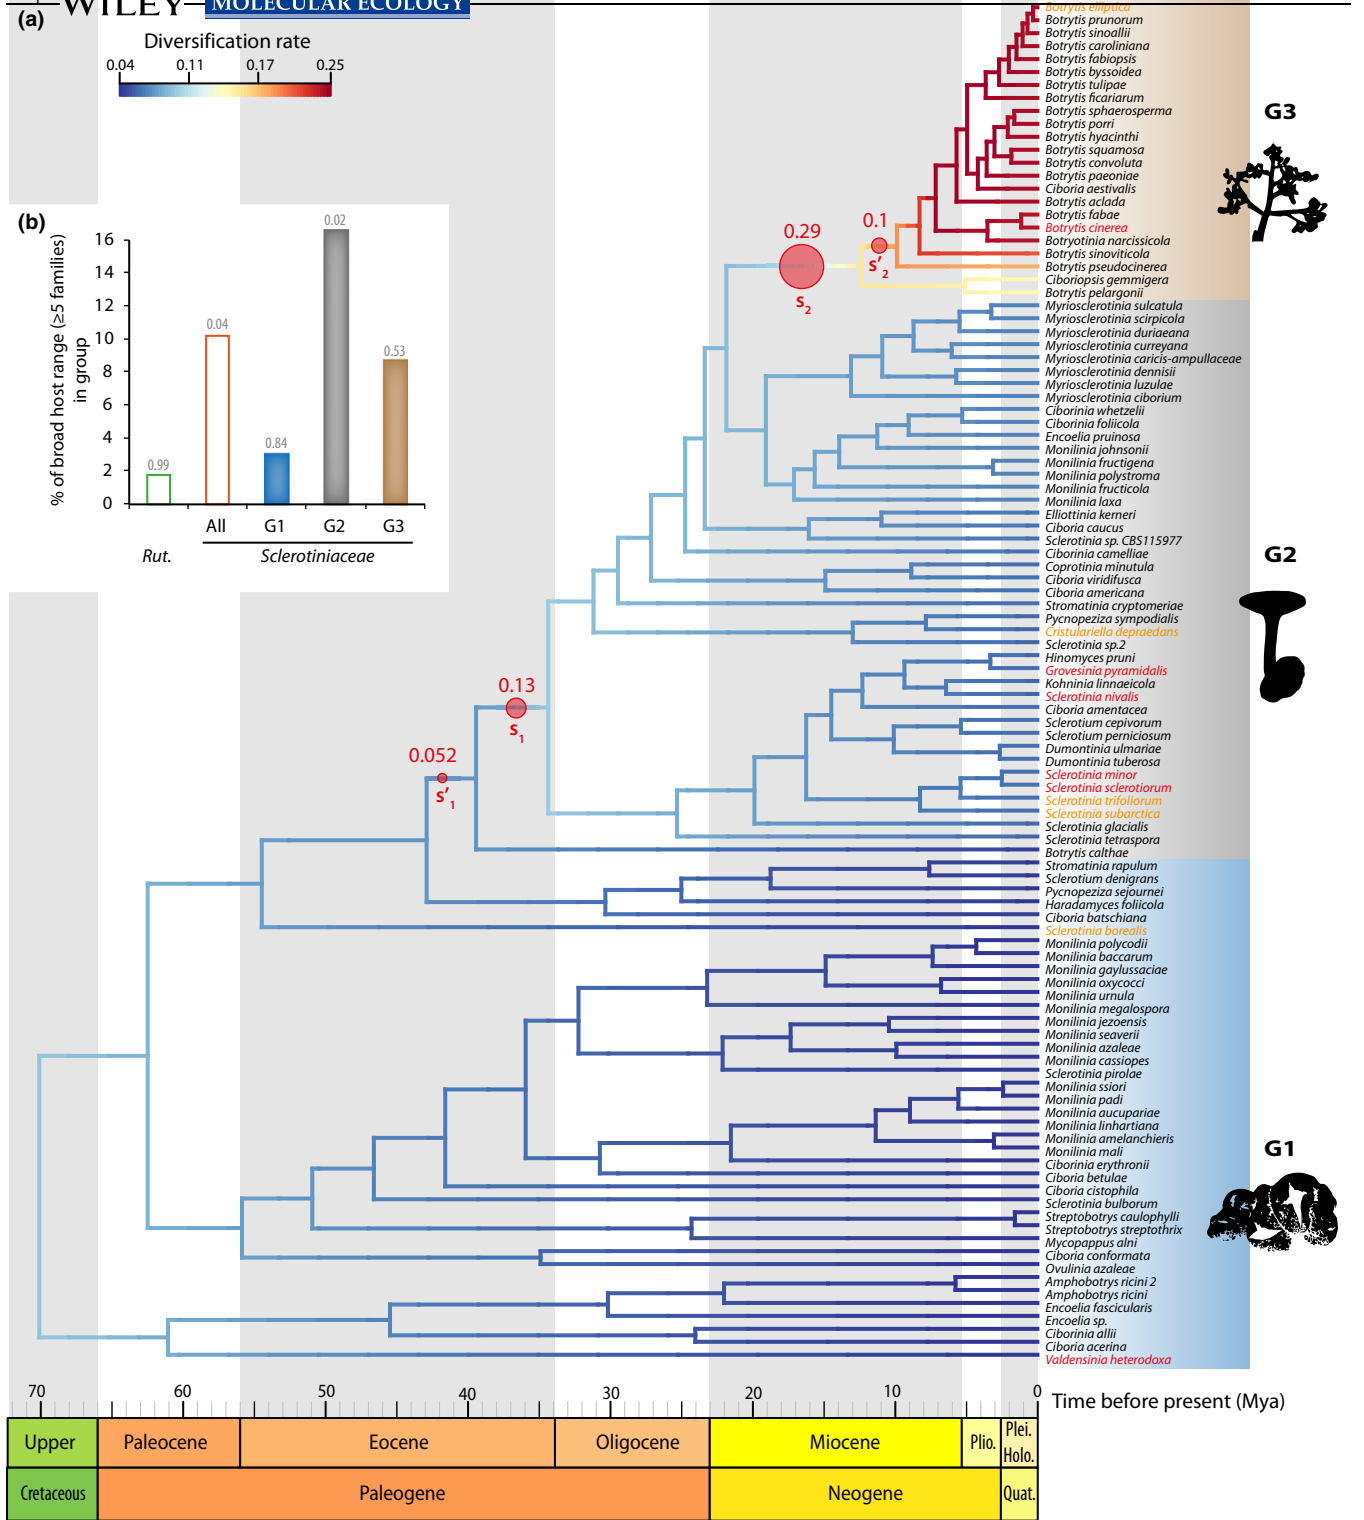 WILEY MOLECULAR ECOLOGY
(a)
Diversification rate
0.04 0.11 0.17 0.25
(b)
% of broad host range (≥5 families)
in group
16
14
12
10
8
6
4
2
0
0.99
0.04
0.84
0.02
0.53
All G1 G2 G3
Rut. Sclerotiniaceae
0.29
s2
0.1
s'2
0.13
s1
0.052
s'1
Botrytis elliptica
Botrytis prunorum
Botrytis sinoallii
Botrytis caroliniana
Botrytis fabiopsis
Botrytis byssoidea
Botrytis tulipae
Botrytis ficariarum
Botrytis sphaerosperma
Botrytis porri
Botrytis hyacinthi
Botrytis squamosa
Botrytis convoluta
Botrytis paeoniae
Ciboria aestivalis
Botrytis aclada
Botrytis fabae
Botrytis cinerea
Botryotinia narcissicola
Botrytis sinoviticola
Botrytis pseudocinerea
Ciboriopsis gemmigera
Botrytis pelargonii
Myriosclerotinia sulcatula
Myriosclerotinia scirpicola
Myriosclerotinia duriaeana
Myriosclerotinia curreyana
Myriosclerotinia caricis-ampullaceae
Myriosclerotinia dennisii
Myriosclerotinia luzulae
Myriosclerotinia ciborium
Ciborinia whetzelii
Ciborinia foliicola
Encoelia pruinosa
Monilinia johnsonii
Monilinia fructigena
Monilinia polystroma
Monilinia fructicola
Monilinia laxa
Elliottinia kerneri
Ciboria caucus
Sclerotinia sp. CBS115977
Ciborinia camelliae
Coprotinia minutula
Ciboria viridifusca
Ciboria americana
Stromatinia cryptomeriae
Pycnopeziza sympodialis
Cristulariella depraedans
Sclerotinia sp.2
Hinomyces pruni
Grovesinia pyramidalis
Kohninia linnaeicola
Sclerotinia nivalis
Ciboria amentacea
Sclerotium cepivorum
Sclerotium perniciosum
Dumontinia ulmariae
Dumontinia tuberosa
Sclerotinia minor
Sclerotinia sclerotiorum
Sclerotinia trifoliorum
Sclerotinia subarctica
Sclerotinia glacialis
Sclerotinia tetraspora
Botrytis calthae
Stromatinia rapulum
Sclerotium denigrans
Pycnopeziza sejournei
Haradamyces foliicola
Ciboria batschiana
Sclerotinia borealis
Monilinia polycodii
Monilinia baccarum
Monilinia gaylussaciae
Monilinia oxycocci
Monilinia urnula
Monilinia megalospora
Monilinia jezoensis
Monilinia seaverii
Monilinia azaleae
Monilinia cassiopes
Sclerotinia pirolae
Monilinia ssiori
Monilinia padi
Monilinia aucupariae
Monilinia linhartiana
Monilinia amelanchieris
Monilinia mali
Ciborinia erythronii
Ciboria betulae
Ciboria cistophila
Sclerotinia bulborum
Streptobotrys caulophylli
Streptobotrys streptothrix
Mycopappus alni
Ciboria conformata
Ovulinia azaleae
Amphobotrys ricini 2
Amphobotrys ricini
Encoelia fascicularis
Encoelia sp.
Ciborinia allii
Ciboria acerina
Valdensinia heterodoxa
G3
G2
G1
70 60 50 40 30 20 10 0 Time before present (Mya)
Upper Paleocene Eocene Oligocene Miocene Plio. Plei.
Holo.
Cretaceous Paleogene Neogene Quat.